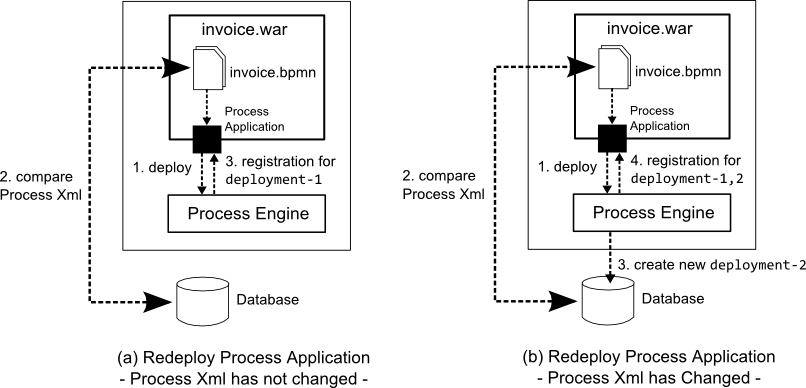 invoice.war
invoice.bpmn
Process
Application
1. deploy
3. registration for
deployment-1
2. compare
Process Xml
Process Engine
Database
(a) Redeploy Process Application
- Process Xml has not changed -
invoice.war
invoice.bpmn
Process
Application
1. deploy
4. registration for
deployment-1,2
2. compare
Process Xml
Process Engine
3. create new deployment-2
Database
(b) Redeploy Process Application
- Process Xml has Changed -